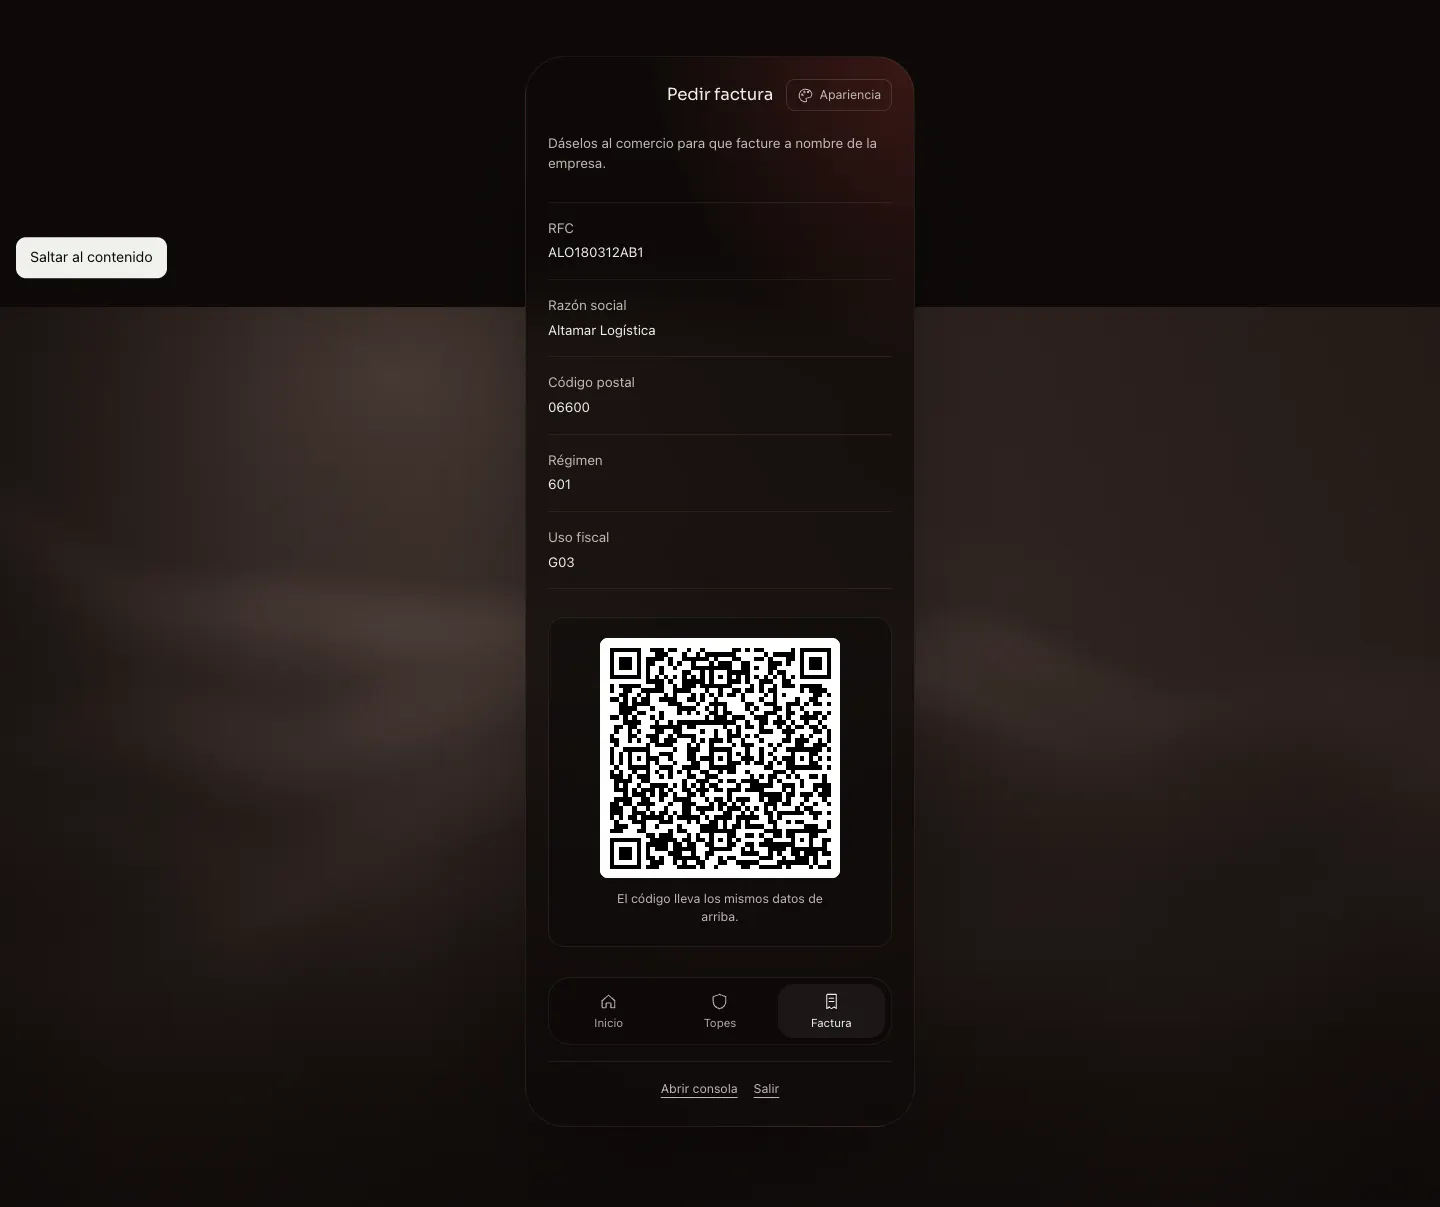 Pedir factura
Apariencia
Dáselos al comercio para que facture a nombre de la
empresa.
RFC
ALO180312AB1
Saltar al contenido
Razón social
Altamar Logística
Código postal
06600
Régimen
601
Uso fiscal
G03
El código lleva los mismos datos de
arriba.
Inicio
Topes
Factura
Abrir consola
Salir